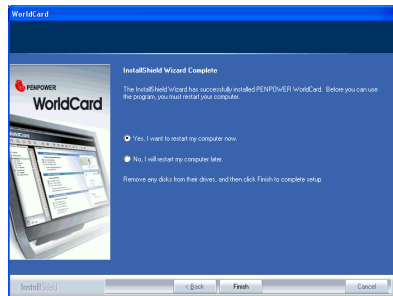 WorldCard
InstallShield Wizard Complete
The InstallShield Wizard has successfully installed PENPOWER WorldCard. Before you can use
the program, you must restart your computer.
PENPOWER
WorldCard
Yes, I want to restart my computer now.
No, I will restart my computer later.
Remove any disks from their drives, and then click Finish to complete setup.
InstallShield
< Back
Finish
Cancel